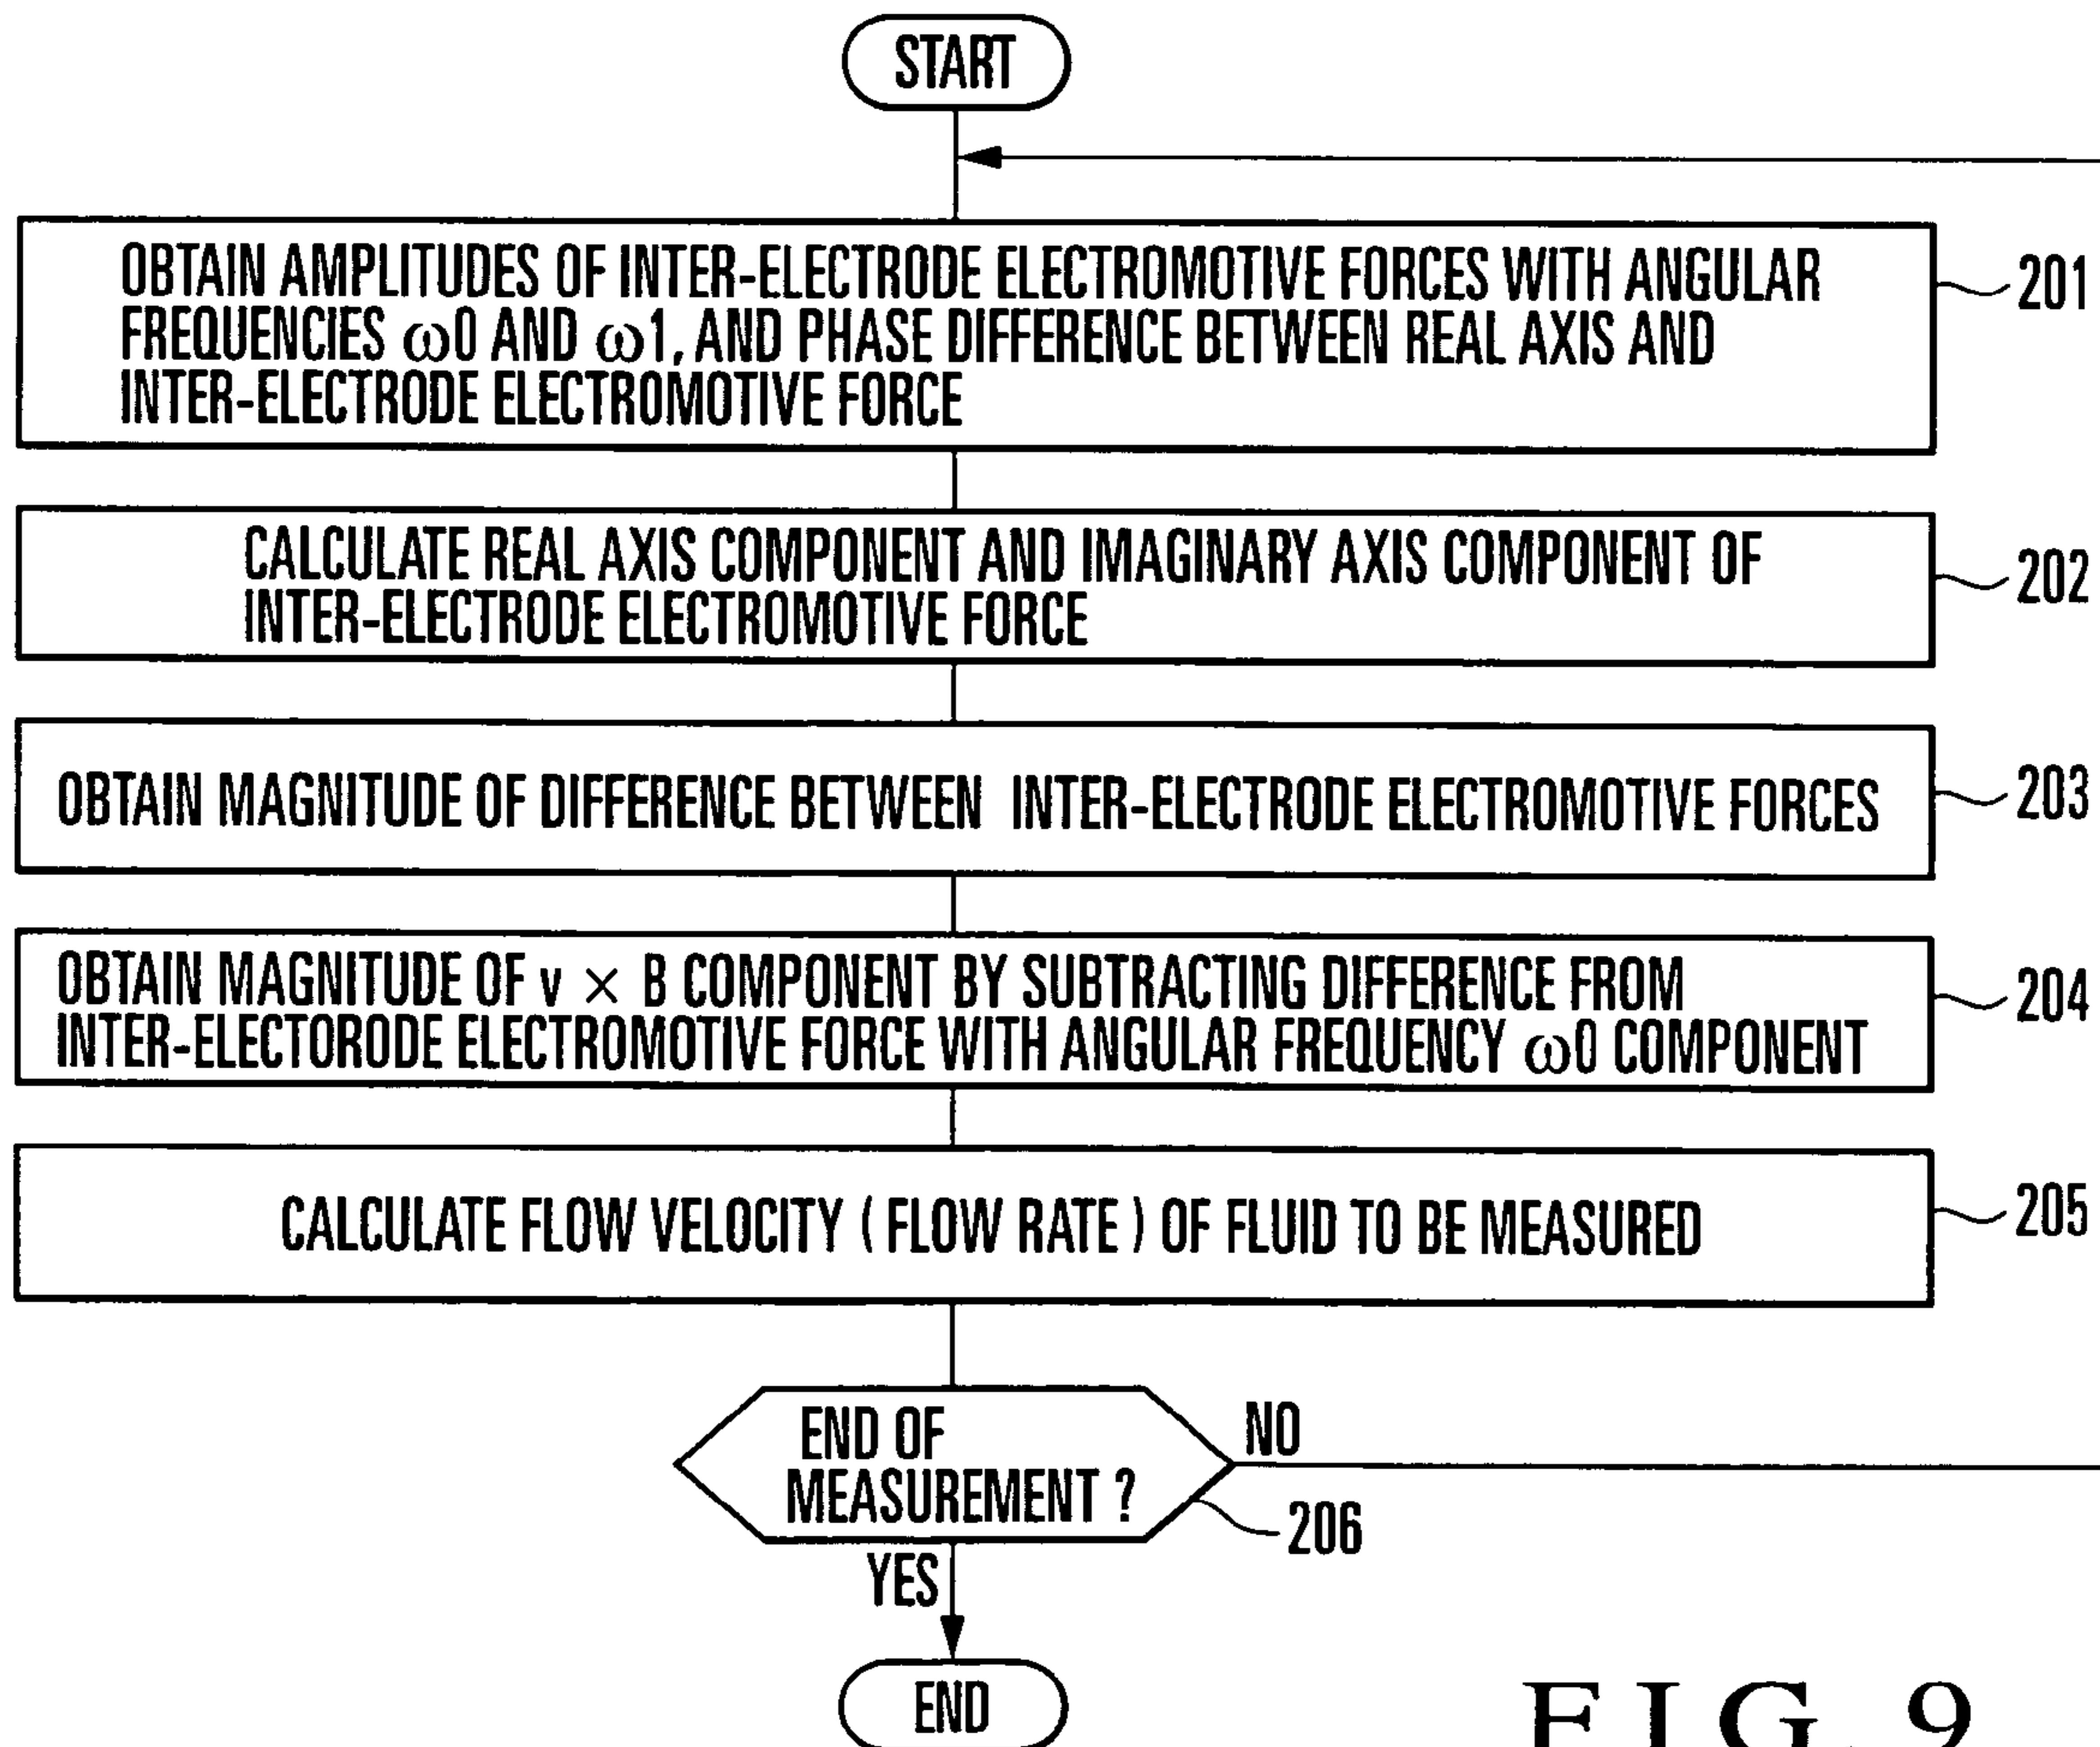 START
OBTAIN AMPLITUDES OF INTER-ELECTRODE ELECTROMOTIVE FORCES WITH ANGULAR
FREQUENCIES ω0 AND ω1, AND PHASE DIFFERENCE BETWEEN REAL AXIS AND
INTER-ELECTRODE ELECTROMOTIVE FORCE
201
CALCULATE REAL AXIS COMPONENT AND IMAGINARY AXIS COMPONENT OF
INTER-ELECTRODE ELECTROMOTIVE FORCE
202
OBTAIN MAGNITUDE OF DIFFERENCE BETWEEN INTER-ELECTRODE ELECTROMOTIVE FORCES
203
OBTAIN MAGNITUDE OF v × B COMPONENT BY SUBTRACTING DIFFERENCE FROM
INTER-ELECTORODE ELECTROMOTIVE FORCE WITH ANGULAR FREQUENCY ω0 COMPONENT
204
CALCULATE FLOW VELOCITY ( FLOW RATE ) OF FLUID TO BE MEASURED
205
END OF
MEASUREMENT ?
NO
206
YES
END
FIG. 9